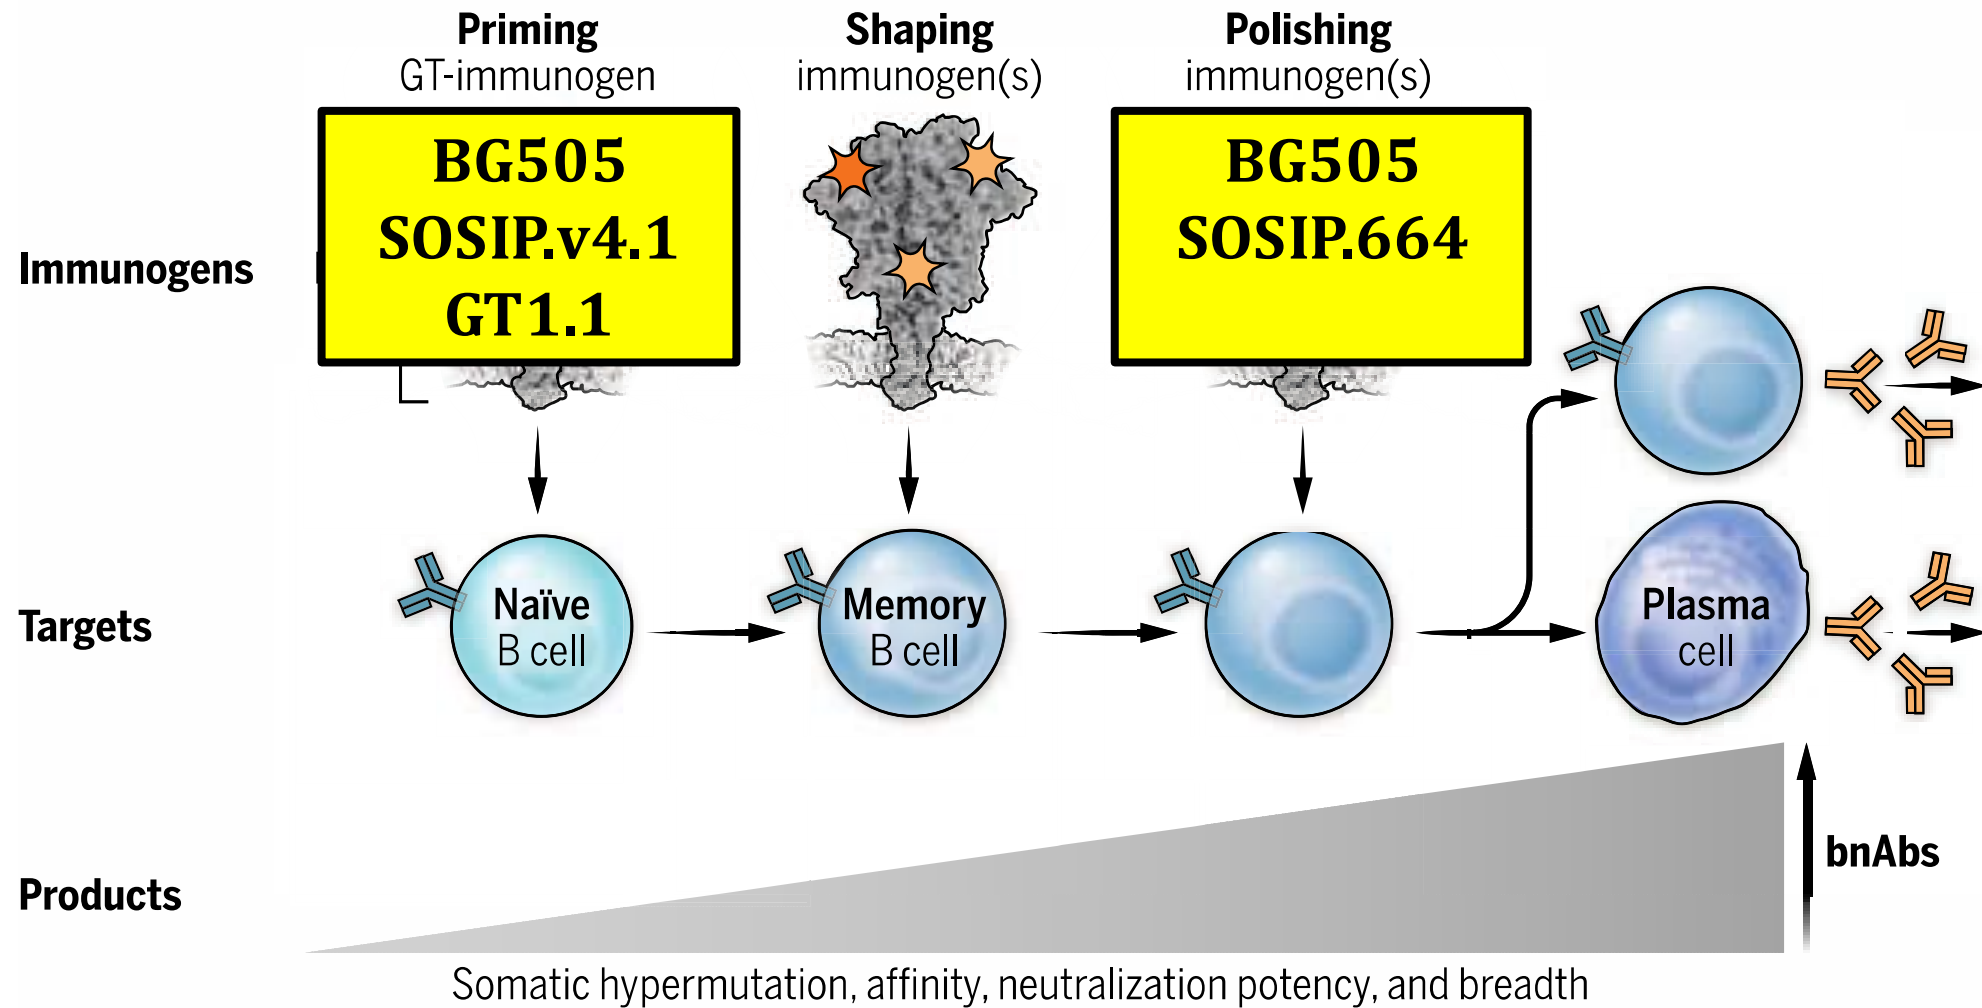 Priming
GT-immunogen
Shaping
immunogen(s)
Polishing
immunogen(s)
Immunogens
BG505
SOSIP.v4.1
GT1.1
BG505
SOSIP.664
Targets
Naïve
B cell
Memory
B cell
Plasma
cell
Products
bnAbs
Somatic hypermutation, affinity, neutralization potency, and breadth